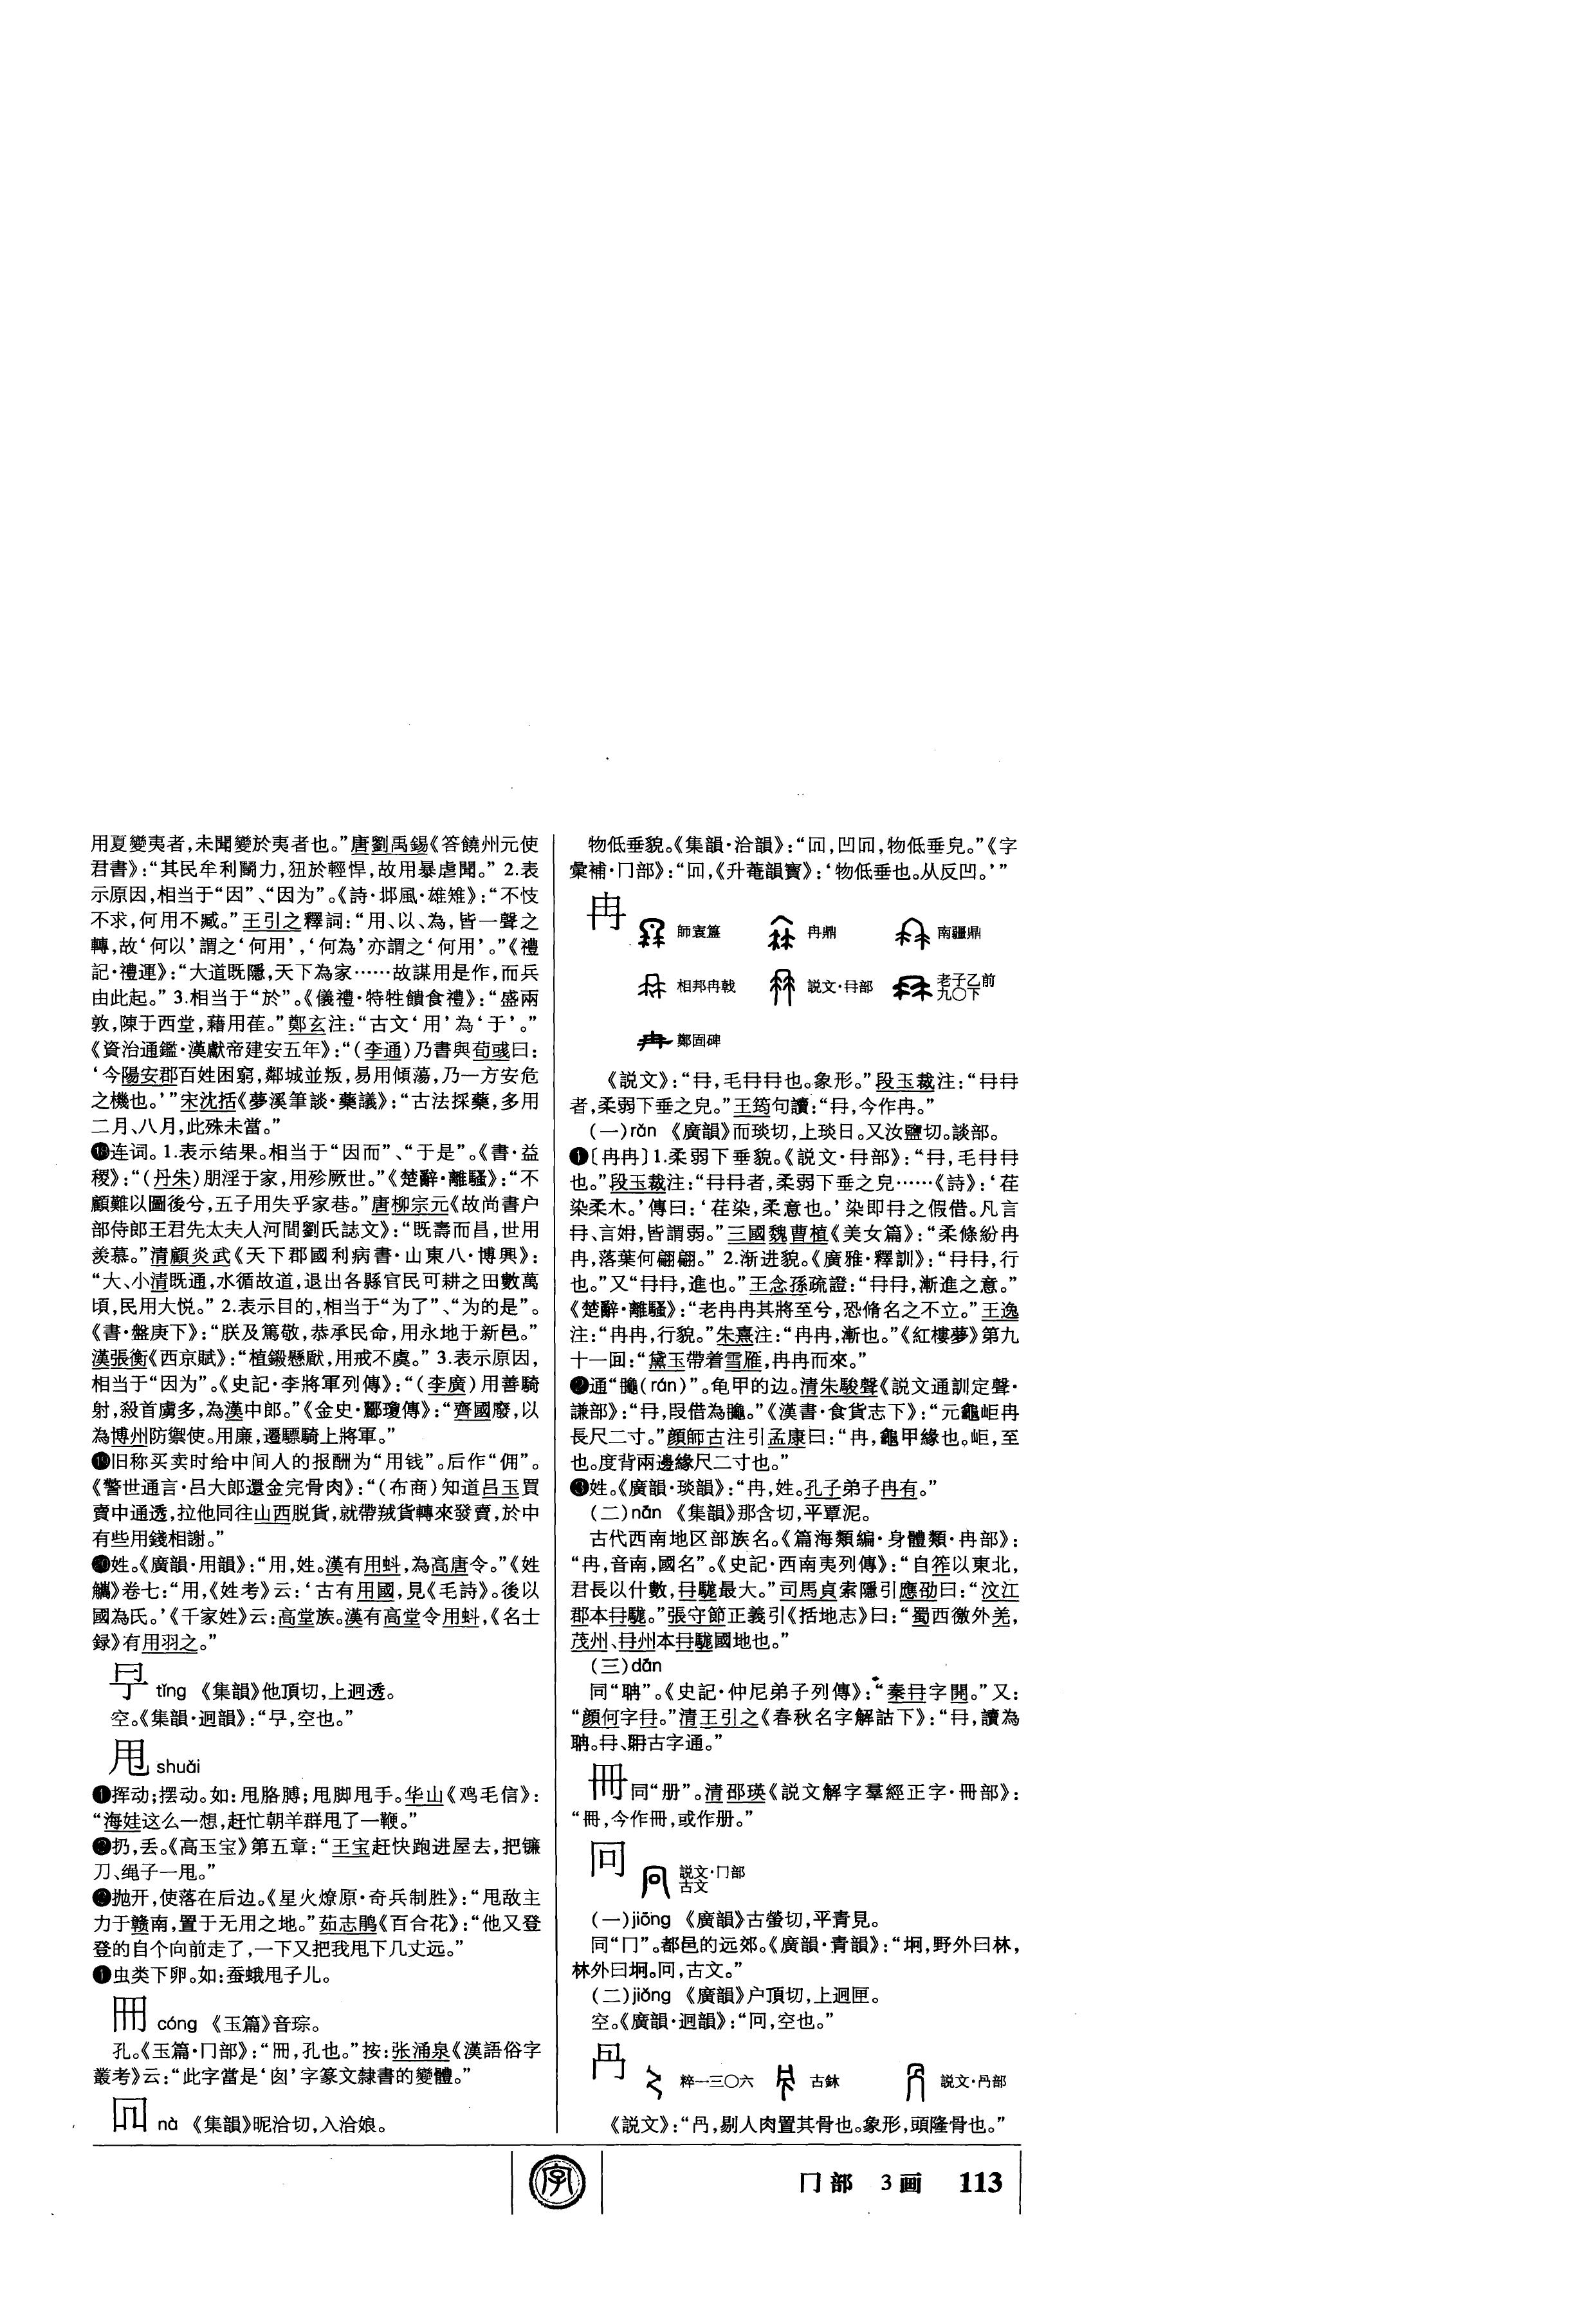 用夏變夷者,未聞變於夷者也。”唐劉禹錫《答饒州元使
君書》:“其民牟利鬭力,狃於輕悍,故用暴虐聞。” 2.表
示原因,相当于“因”、“因为”。《詩·邶風·雄雉》:“不忮
不求,何用不臧。”王引之釋詞:“用、以、為,皆一聲之
轉,故‘何以’謂之‘何用’,‘何為’亦謂之‘何用’。”《禮
記·禮運》:“大道既隱,天下為家……故謀用是作,而兵
由此起。” 3.相当于“於”。《儀禮·特牲饋食禮》:“盛兩
敦,陳于西堂,藉用萑。”鄭玄注:“古文‘用’為‘于’。”
《資治通鑑·漢獻帝建安五年》:“(李通)乃書與荀彧曰:
‘今陽安郡百姓困窮,鄰城並叛,易用傾蕩,乃一方安危
之機也。’”宋沈括《夢溪筆談·藥議》:“古法採藥,多用
二月、八月,此殊未當。”
⓲连词。1.表示结果。相当于“因而”、“于是”。《書·益
稷》:“(丹朱)朋淫于家,用殄厥世。”《楚辭·離騷》:“不
顧難以圖後兮,五子用失乎家巷。”唐柳宗元《故尚書户
部侍郎王君先太夫人河間劉氏誌文》:“既壽而昌,世用
羨慕。”清顧炎武《天下郡國利病書·山東八·博興》:
“大、小清既通,水循故道,退出各縣官民可耕之田數萬
頃,民用大悦。” 2.表示目的,相当于“为了”、“为的是”。
《書·盤庚下》:“朕及篤敬,恭承民命,用永地于新邑。”
漢張衡《西京賦》:“植鎩懸瞂,用戒不虞。” 3.表示原因,
相当于“因为”。《史記·李將軍列傳》:“(李廣)用善騎
射,殺首虜多,為漢中郎。”《金史·酈瓊傳》:“齊國廢,以
為博州防禦使。用廉,遷驃騎上將軍。”
⓳旧称买卖时给中间人的报酬为“用钱”。后作“佣”。
《警世通言·吕大郎還金完骨肉》:“(布商)知道吕玉買
賣中通透,拉他同往山西脱貨,就帶羢貨轉來發賣,於中
有些用錢相謝。”
⓴姓。《廣韻·用韻》:“用,姓。漢有用蚪,為高唐令。”《姓
觿》卷七:“用,《姓考》云:‘古有用國,見《毛詩》。後以
國為氏。’《千家姓》云:高堂族。漢有高堂令用蚪,《名士
録》有用羽之。”
甼 tǐng 《集韻》他頂切,上迥透。
空。《集韻·迥韻》:“甼,空也。”
甩 shuǎi
❶挥动;摆动。如:甩胳膊;甩脚甩手。华山《鸡毛信》:
“海娃这么一想,赶忙朝羊群甩了一鞭。”
❷扔,丢。《高玉宝》第五章:“王宝赶快跑进屋去,把镰
刀、绳子一甩。”
❸抛开,使落在后边。《星火燎原·奇兵制胜》:“甩敌主
力于赣南,置于无用之地。”茹志鹃《百合花》:“他又登
登的自个向前走了,一下又把我甩下几丈远。”
❶虫类下卵。如:蚕蛾甩子儿。
cóng 《玉篇》音琮。
孔。《玉篇·冂部》:“𠕁,孔也。”按:张涌泉《漢語俗字
叢考》云:“此字當是‘囱’字篆文隸書的變體。”
nà 《集韻》昵洽切,入洽娘。
物低垂貌。《集韻·洽韻》:“𠕄,凹𠕄,物低垂皃。”《字
彙補·冂部》:“𠕄,《升菴韻寶》:‘物低垂也。从反凹。’”
冉 師寰簋 冉鼎 南疆鼎
相邦冉戟 説文·冄部 老子乙前九〇下
鄭固碑
《説文》:“冄,毛冄冄也。象形。”段玉裁注:“冄冄
者,柔弱下垂之皃。”王筠句讀:“冄,今作冉。”
(一)rǎn 《廣韻》而琰切,上琰日。又汝鹽切。談部。
❶〔冉冉〕1.柔弱下垂貌。《説文·冄部》:“冄,毛冄冄
也。”段玉裁注:“冄冄者,柔弱下垂之皃……《詩》:‘荏
染柔木。’傳曰:‘荏染,柔意也。’染即冄之假借。凡言
冄、言姌,皆謂弱。”三國魏曹植《美女篇》:“柔條紛冉
冉,落葉何翩翩。” 2.渐进貌。《廣雅·釋訓》:“冄冄,行
也。”又“冄冄,進也。”王念孫疏證:“冄冄,漸進之意。”
《楚辭·離騷》:“老冉冉其將至兮,恐脩名之不立。”王逸
注:“冉冉,行貌。”朱熹注:“冉冉,漸也。”《紅樓夢》第九
十一回:“黛玉帶着雪雁,冉冉而來。”
❷通“䶲(rán)”。龟甲的边。清朱駿聲《説文通訓定聲·
謙部》:“冄,叚借為䶲。”《漢書·食貨志下》:“元龜岠冉
長尺二寸。”顔師古注引孟康曰:“冉,龜甲緣也。岠,至
也。度背兩邊緣尺二寸也。”
❸姓。《廣韻·琰韻》:“冉,姓。孔子弟子冉有。”
(二)nán 《集韻》那含切,平覃泥。
古代西南地区部族名。《篇海類編·身體類·冉部》:
“冉,音南,國名”。《史記·西南夷列傳》:“自筰以東北,
君長以什數,冄駹最大。”司馬貞索隱引應劭曰:“汶江
郡本冄駹。”張守節正義引《括地志》曰:“蜀西徼外羌,
茂州、冄州本冄駹國地也。”
(三)dān
同“聃”。《史記·仲尼弟子列傳》:“秦冄字開。”又:
“顔何字冄。”清王引之《春秋名字解詁下》:“冄,讀為
聃。冄、聃古字通。”
冊 同“册”。清邵瑛《説文解字羣經正字·冊部》:
“冊,今作冊,或作册。”
冋 説文·冂部
古文
(一)jiōng 《廣韻》古螢切,平青見。
同“冂”。都邑的远郊。《廣韻·青韻》:“坰,野外曰林,
林外曰坰。冋,古文。”
(二)jiǒng 《廣韻》户頂切,上迥匣。
空。《廣韻·迥韻》:“冋,空也。”
冎 粹一三〇六 古鉢 説文·冎部
《説文》:“冎,剔人肉置其骨也。象形,頭隆骨也。”
字
冂部 3画 113